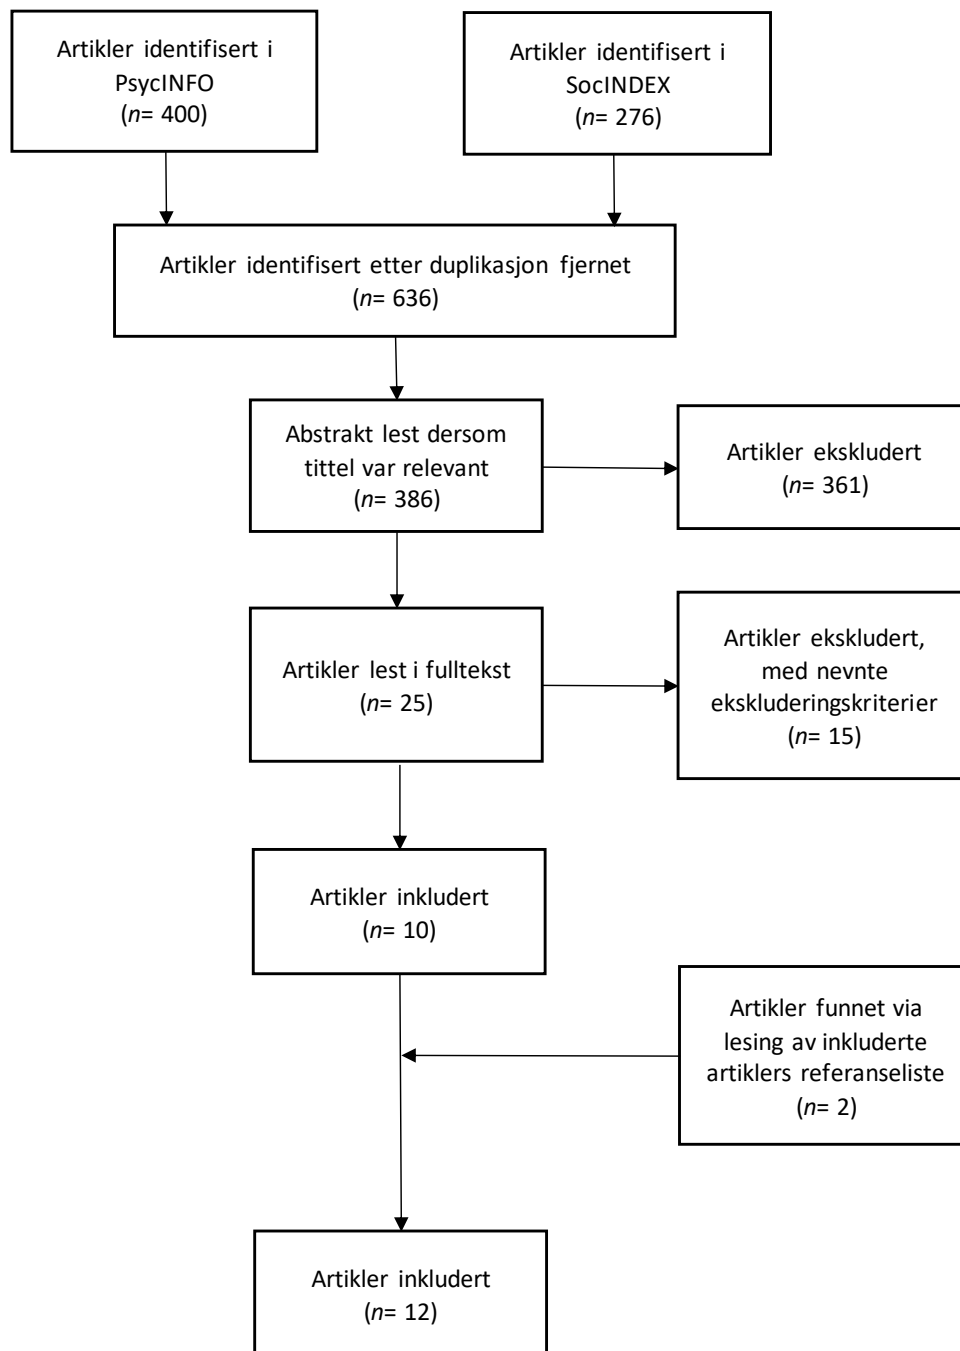 Artikler identifisert i
PsycINFO
(n= 400)
Artikler identifisert i
SocINDEX
(n= 276)
Artikler identifisert etter duplikasjon fjernet
(n= 636)
Abstrakt lest dersom
tittel var relevant
(n= 386)
Artikler ekskludert
(n= 361)
Artikler lest i fulltekst
(n= 25)
Artikler ekskludert,
med nevnte
ekskluderingskriterier
(n= 15)
Artikler inkludert
(n= 10)
Artikler funnet via
lesing av inkluderte
artiklers referanseliste
(n= 2)
Artikler inkludert
(n= 12)